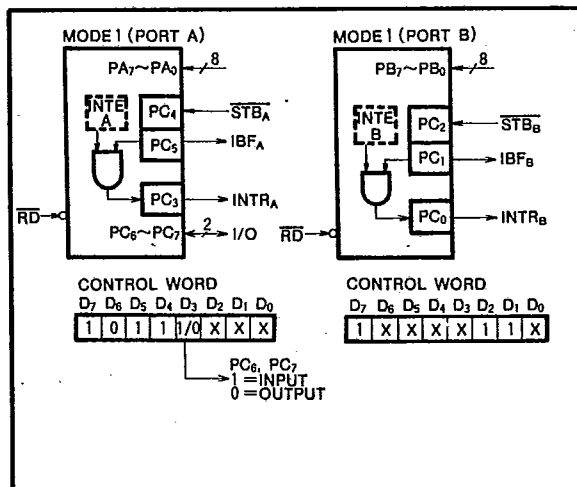 MODE 1 (PORT A)
PA7~PA0
8
INTE
A
PC4
STBA
PC5
IBFA
PC3
INTRA
RD
PC6~PC7
2
I/O
CONTROL WORD
D7 D6 D5 D4 D3 D2 D1 D0
1 0 1 1 1/0 X X X
PC6, PC7
1=INPUT
0=OUTPUT
MODE 1 (PORT B)
PB7~PB0
8
INTE
B
PC2
STBB
PC1
IBFB
PC0
INTRB
RD
CONTROL WORD
D7 D6 D5 D4 D3 D2 D1 D0
1 X X X X 1 1 X